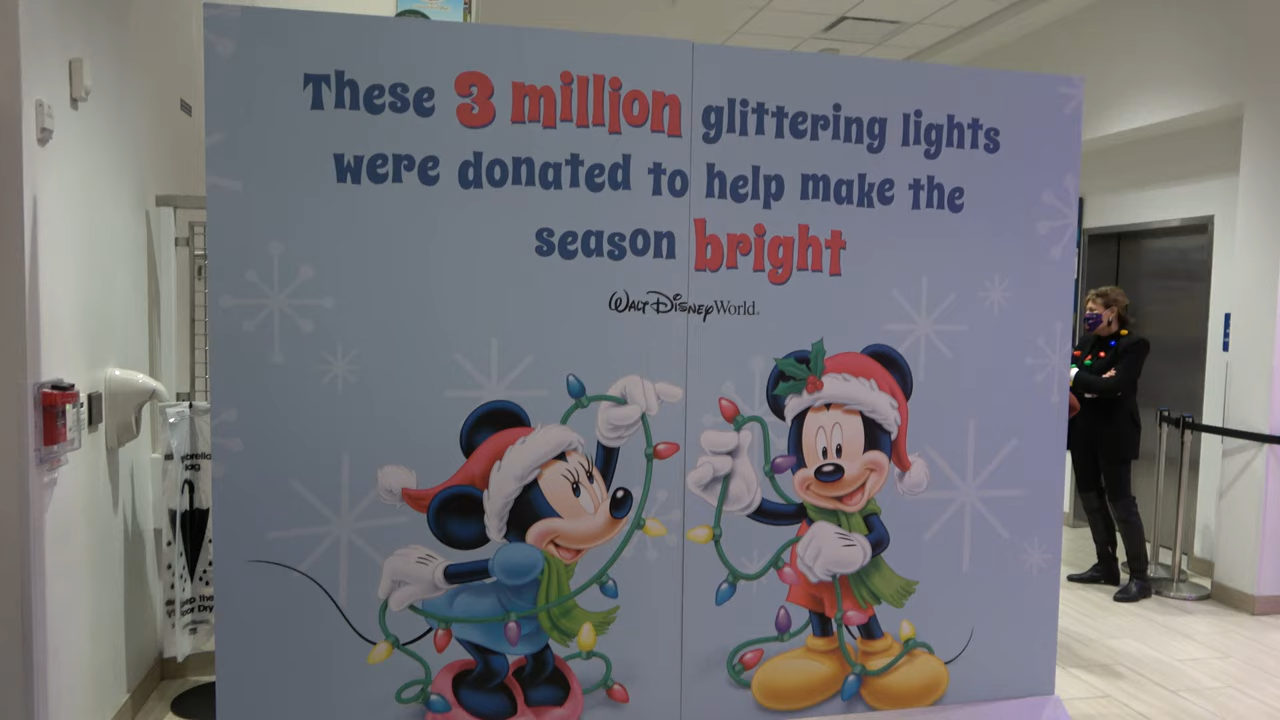 These 3 million glittering lights
were donated to help make the
season bright
Walt Disney World